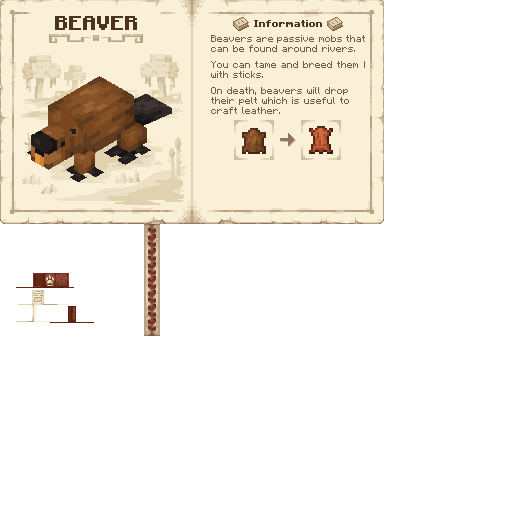 BEAVER
Information
Beavers are passive mobs that
can be found around rivers.
You can tame and breed them
with sticks.
On death, beavers will drop
their pelt which is useful to
craft leather.